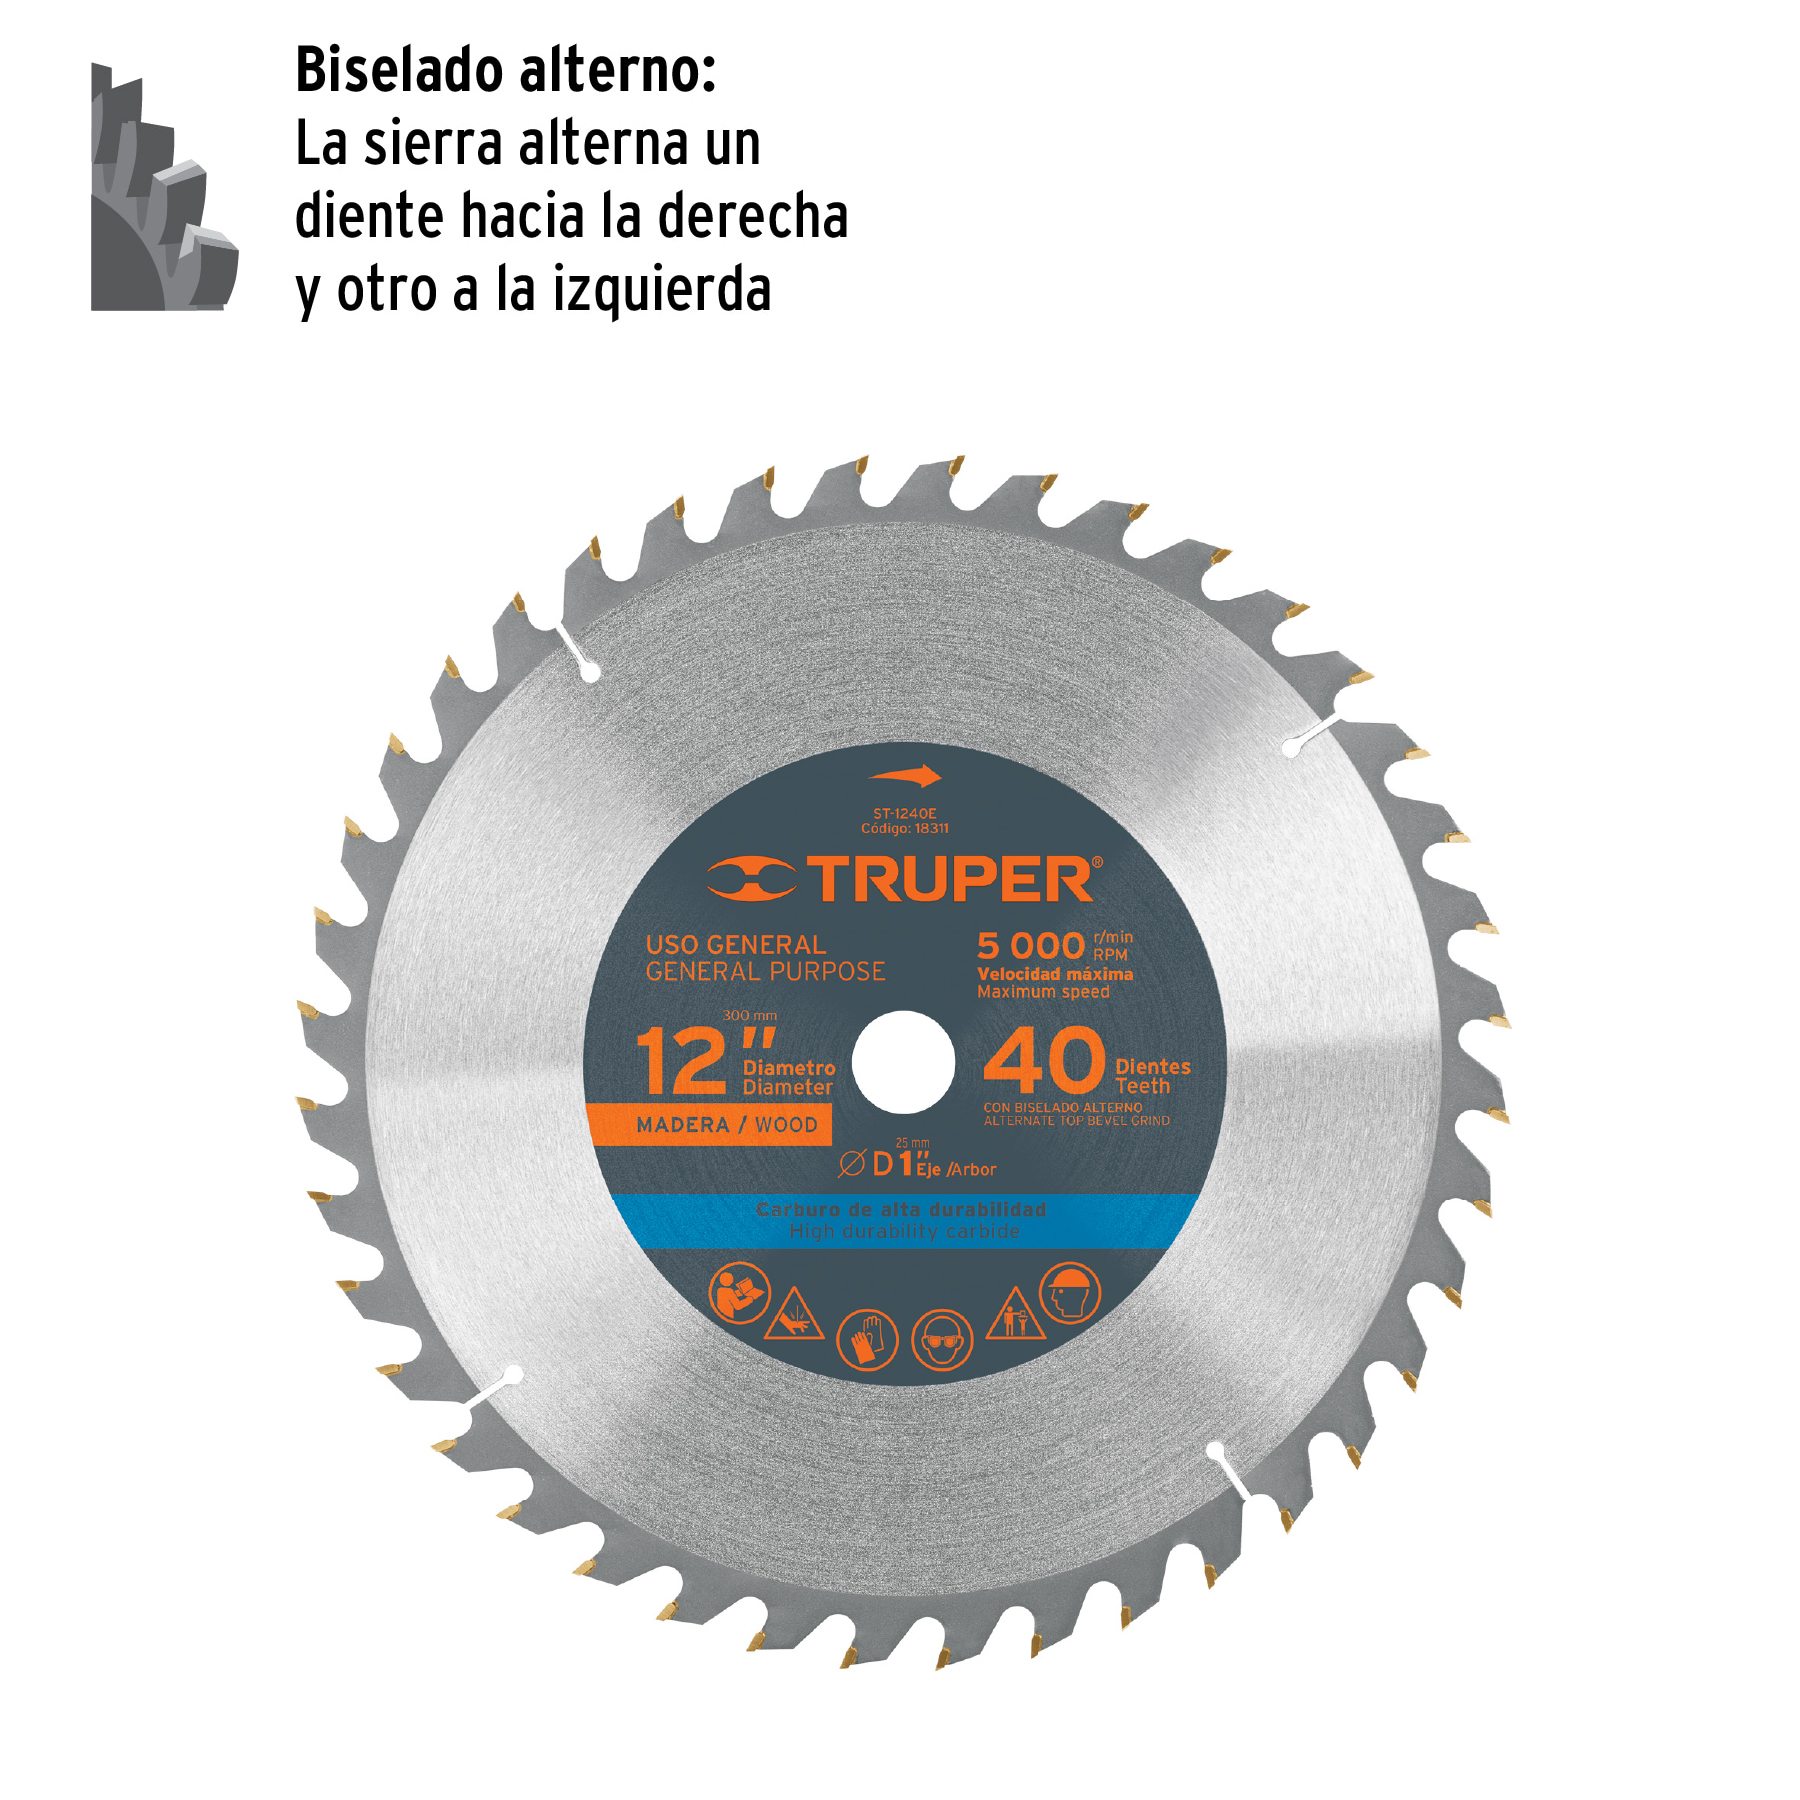 Biselado alterno:
La sierra alterna un
diente hacia la derecha
y otro a la izquierda
ST-1240E
Código: 18311
TRUPER®
USO GENERAL
GENERAL PURPOSE
5 000 r/min
RPM
Velocidad máxima
Maximum speed
300 mm
12"
Diametro
Diameter
40
Dientes
Teeth
CON BISELADO ALTERNO
ALTERNATE TOP BEVEL GRIND
MADERA / WOOD
25 mm
D 1" Eje /Arbor
Carburo de alta durabilidad
High durability carbide